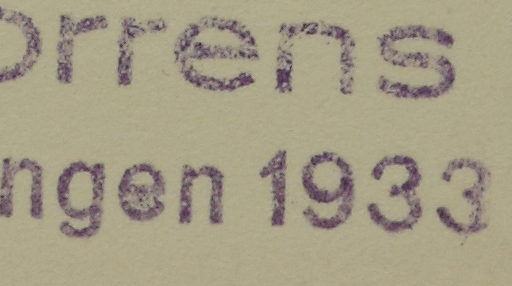 orrens
ngen 1933